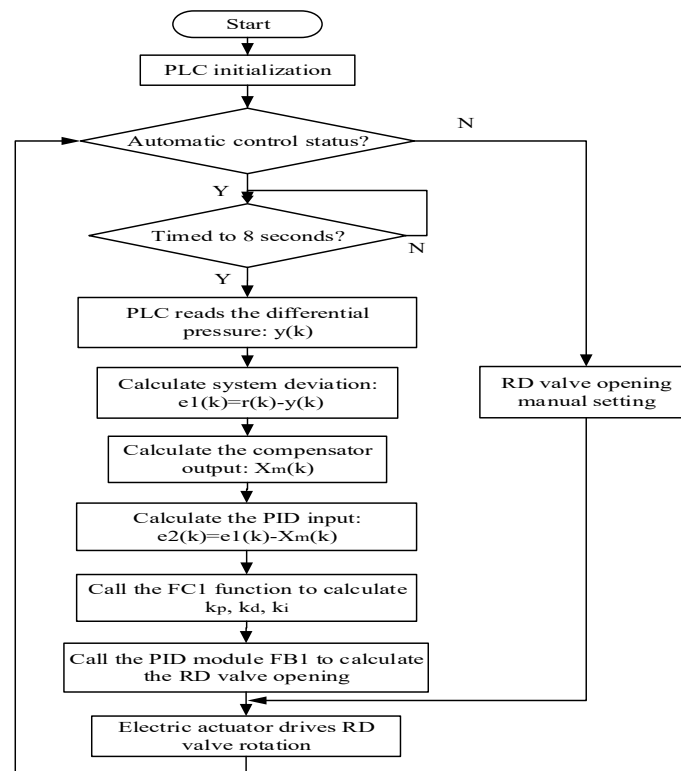 Start
PLC initialization
Automatic control status?
N
Y
Timed to 8 seconds?
N
Y
PLC reads the differential
pressure: y(k)
Calculate system deviation:
e1(k)=r(k)-y(k)
RD valve opening
manual setting
Calculate the compensator
output: Xm(k)
Calculate the PID input:
e2(k)=e1(k)-Xm(k)
Call the FC1 function to calculate
kp, kd, ki
Call the PID module FB1 to calculate
the RD valve opening
Electric actuator drives RD
valve rotation